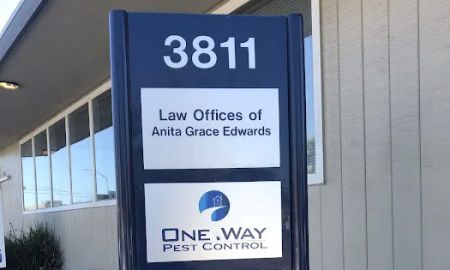 3811
Law Offices of
Anita Grace Edwards
ONE WAY
PEST CONTROL